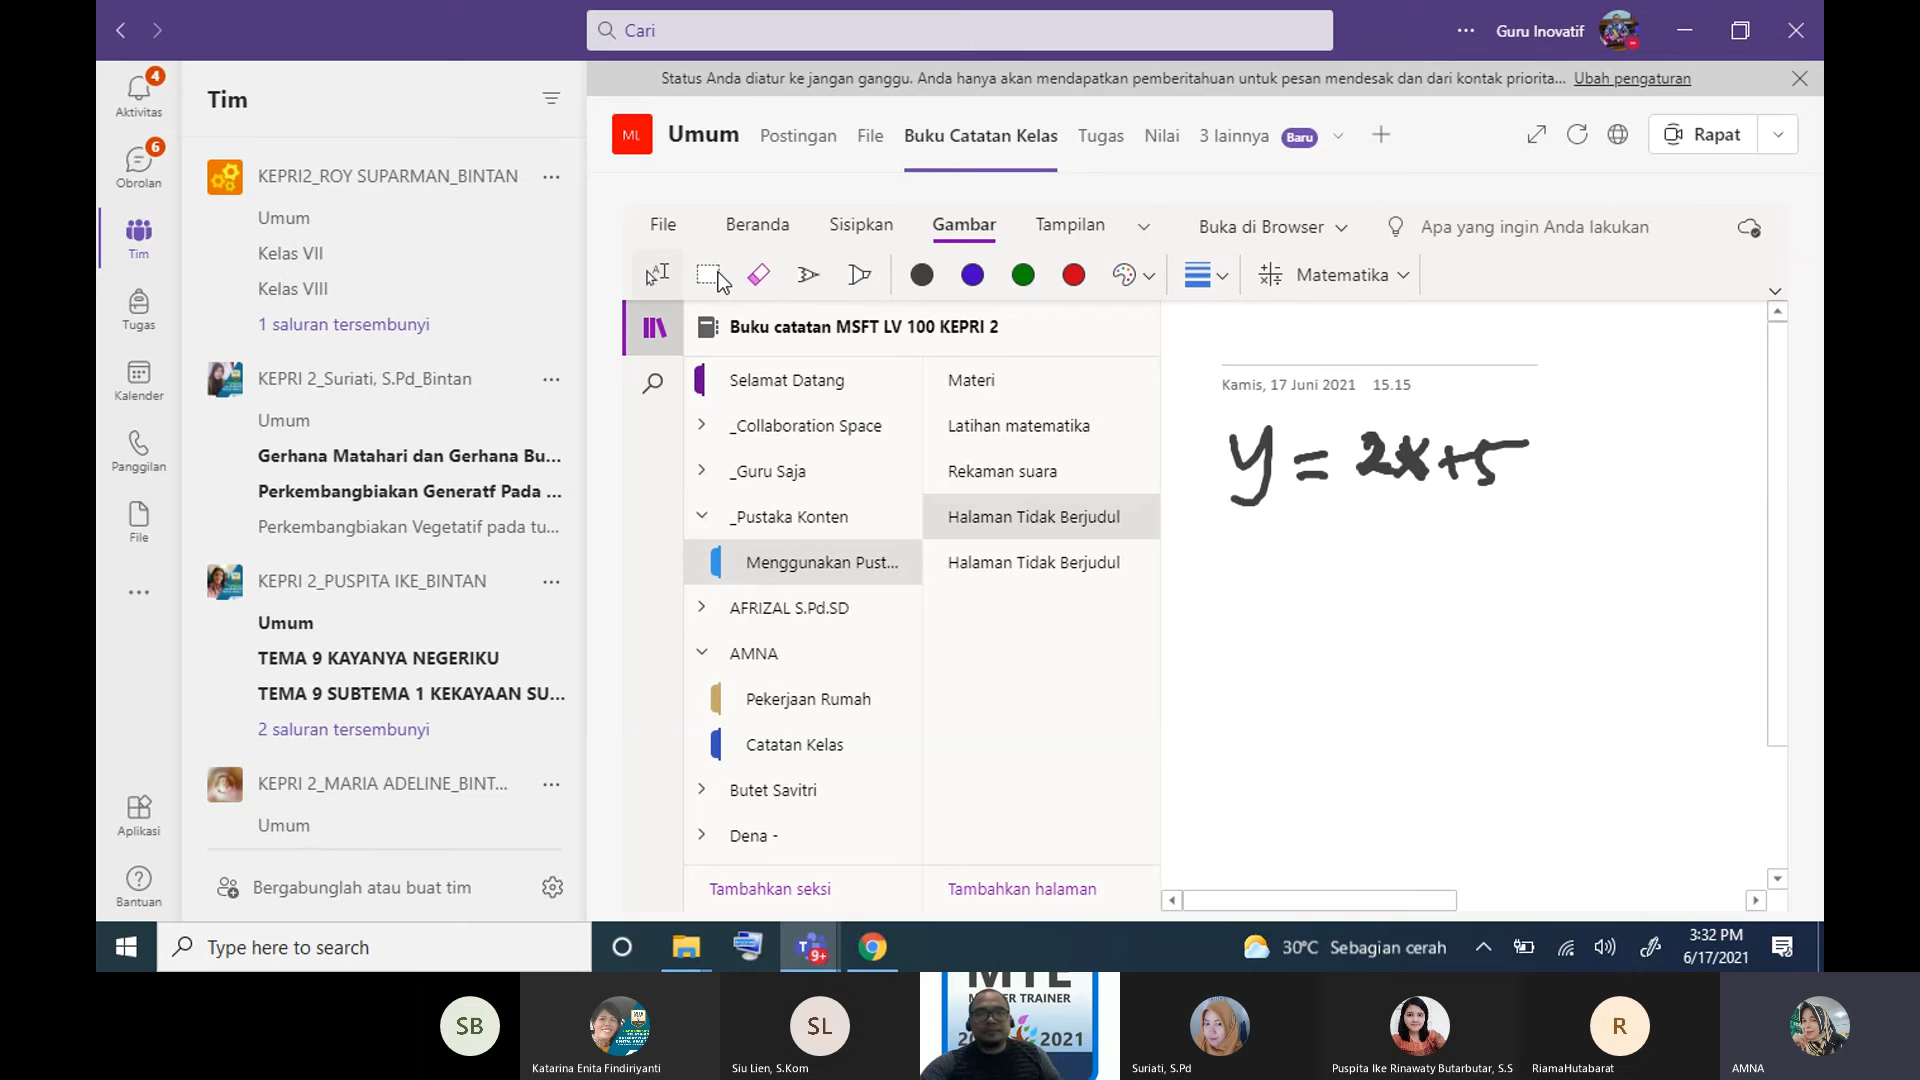 Cari
Guru Inovatif
Status Anda diatur ke jangan ganggu. Anda hanya akan mendapatkan pemberitahuan untuk pesan mendesak dan dari kontak priorita... Ubah pengaturan
4
Aktivitas
6
Obrolan
Tim
Tugas
Kalender
Panggilan
File
Aplikasi
Bantuan
Tim
KEPRI2_ROY SUPARMAN_BINTAN
Umum
Kelas VII
Kelas VIII
1 saluran tersembunyi
KEPRI 2_Suriati, S.Pd_Bintan
Umum
Gerhana Matahari dan Gerhana Bu...
Perkembangbiakan Generatf Pada ...
Perkembangbiakan Vegetatif pada tu...
KEPRI 2_PUSPITA IKE_BINTAN
Umum
TEMA 9 KAYANYA NEGERIKU
TEMA 9 SUBTEMA 1 KEKAYAAN SU...
2 saluran tersembunyi
KEPRI 2_MARIA ADELINE_BINT...
Umum
Bergabunglah atau buat tim
ML Umum Postingan File Buku Catatan Kelas Tugas Nilai 3 lainnya Baru Rapat
File Beranda Sisipkan Gambar Tampilan Buka di Browser Apa yang ingin Anda lakukan
Matematika
Buku catatan MSFT LV 100 KEPRI 2
Selamat Datang
_Collaboration Space
_Guru Saja
_Pustaka Konten
Menggunakan Pust...
AFRIZAL S.Pd.SD
AMNA
Pekerjaan Rumah
Catatan Kelas
Butet Savitri
Dena -
Tambahkan seksi
Materi
Latihan matematika
Rekaman suara
Halaman Tidak Berjudul
Halaman Tidak Berjudul
Tambahkan halaman
Kamis, 17 Juni 2021 15.15
y = 2x+5
Type here to search
9+
30°C Sebagian cerah
3:32 PM
6/17/2021
SB
Katarina Enita Findiriyanti
SL
Siu Lien, S.Kom
2021
Suriati, S.Pd
Puspita Ike Rinawaty Butarbutar, S.S
R
RiamaHutabarat
AMNA